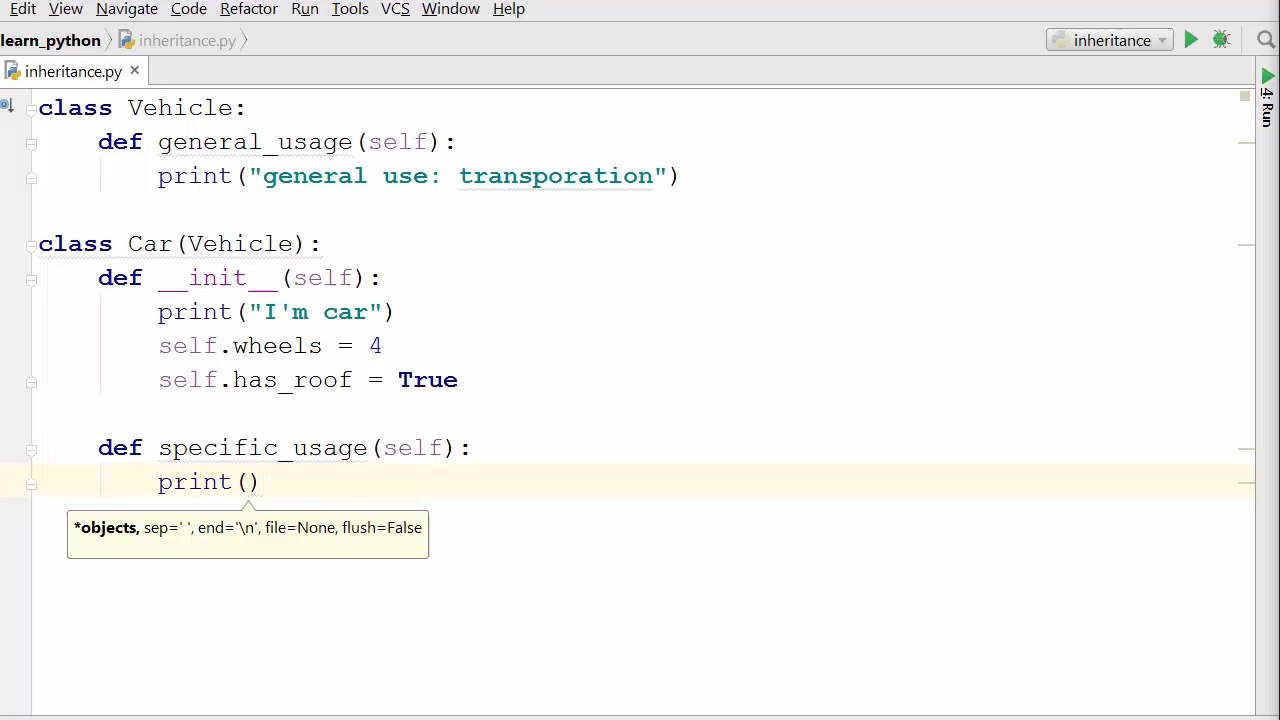 Edit View Navigate Code Refactor Run Tools VCS Window Help
learn_python inheritance.py inheritance
inheritance.py
4: Run
class Vehicle:
def general_usage(self):
print("general use: transporation")
class Car(Vehicle):
def __init__(self):
print("I'm car")
self.wheels = 4
self.has_roof = True
def specific_usage(self):
print()
*objects, sep=' ', end='\n', file=None, flush=False